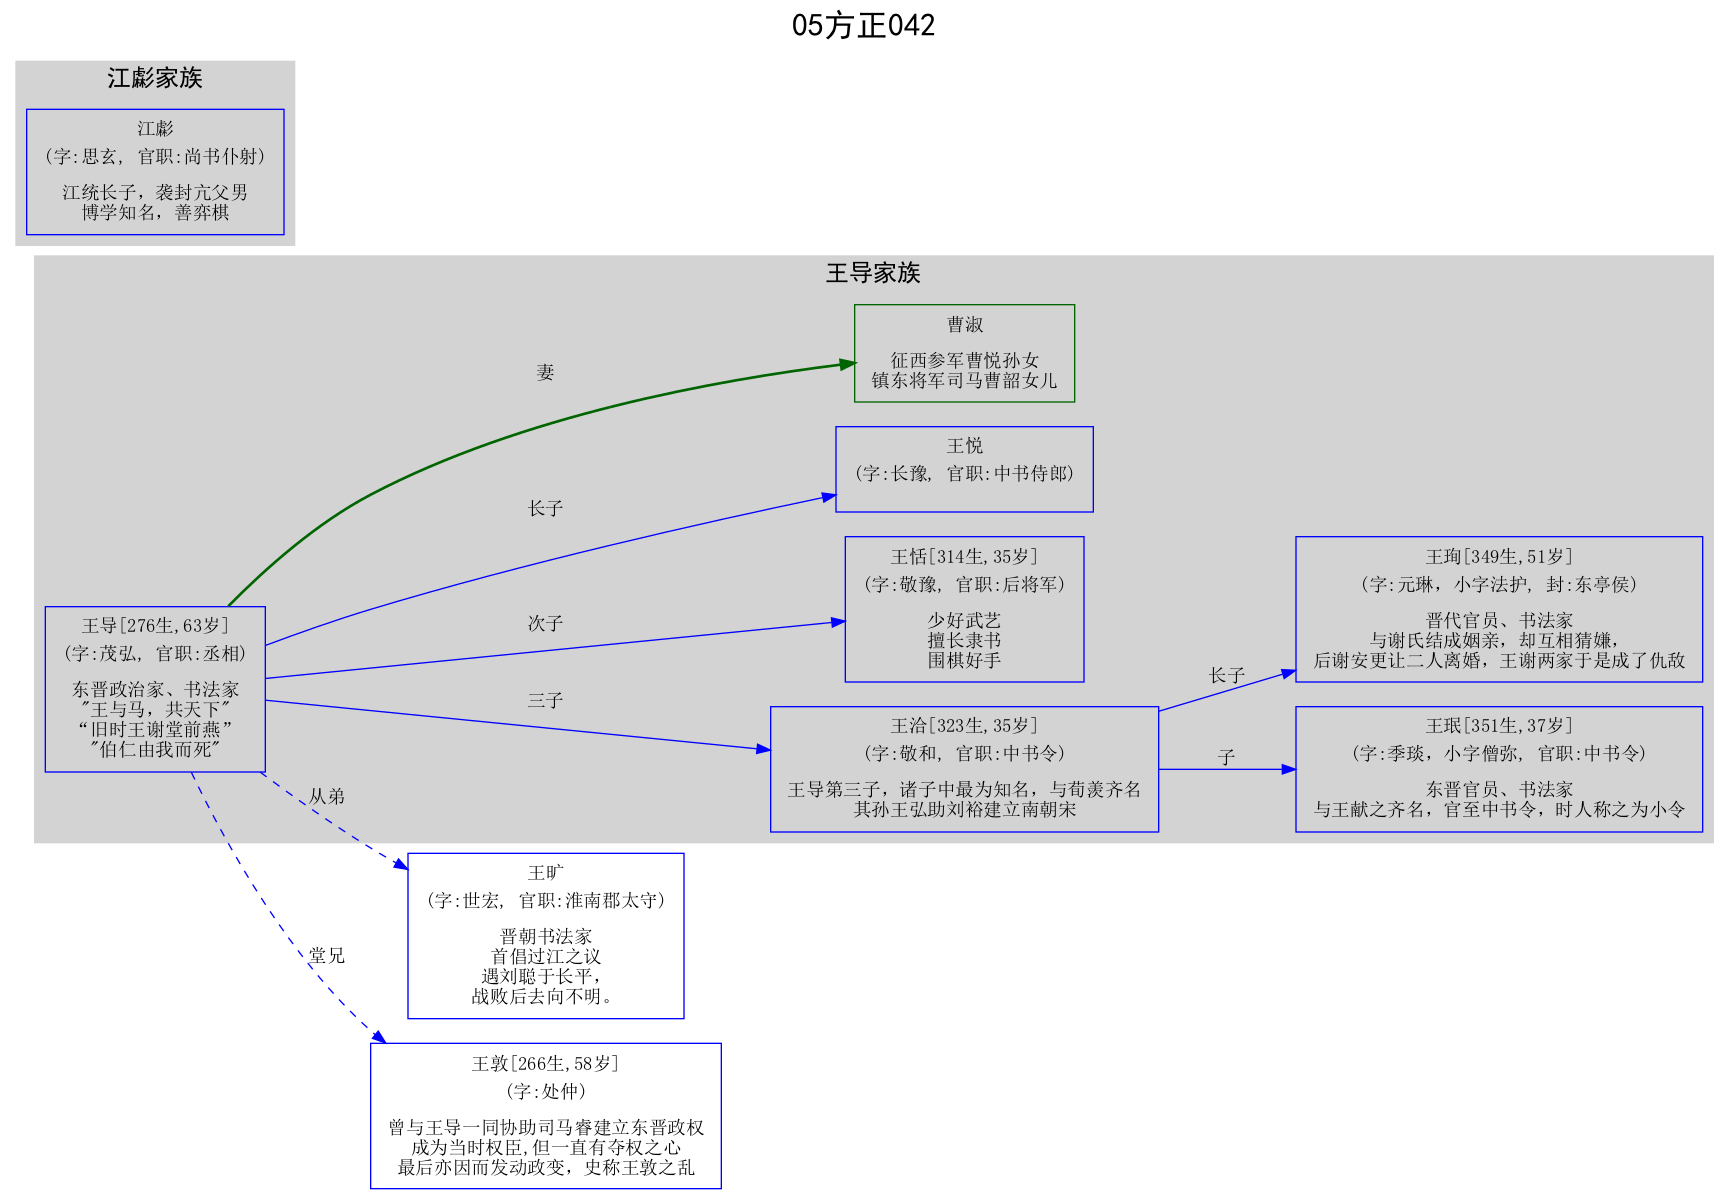 05方正042
江彪家族
江彪
(字:思玄, 官职:尚书仆射)
江统长子，袭封亢父男
博学知名，善弈棋
王导家族
曹淑
征西参军曹悦孙女
镇东将军司马曹韶女儿
妻
王悦
(字:长豫, 官职:中书侍郎)
长子
王恬[314生,35岁]
(字:敬豫, 官职:后将军)
少好武艺
擅长隶书
围棋好手
次子
王珣[349生,51岁]
(字:元琳，小字法护, 封:东亭侯)
晋代官员、书法家
与谢氏结成姻亲，却互相猜嫌，
后谢安更让二人离婚，王谢两家于是成了仇敌
长子
王导[276生,63岁]
(字:茂弘, 官职:丞相)
东晋政治家、书法家
"王与马，共天下"
“旧时王谢堂前燕”
"伯仁由我而死"
三子
王洽[323生,35岁]
(字:敬和, 官职:中书令)
王导第三子，诸子中最为知名，与荀羡齐名
其孙王弘助刘裕建立南朝宋
子
王珉[351生,37岁]
(字:季琰，小字僧弥, 官职:中书令)
东晋官员、书法家
与王献之齐名，官至中书令，时人称之为小令
从弟
王旷
(字:世宏, 官职:淮南郡太守)
晋朝书法家
首倡过江之议
遇刘聪于长平，
战败后去向不明。
堂兄
王敦[266生,58岁]
(字:处仲)
曾与王导一同协助司马睿建立东晋政权
成为当时权臣,但一直有夺权之心
最后亦因而发动政变，史称王敦之乱